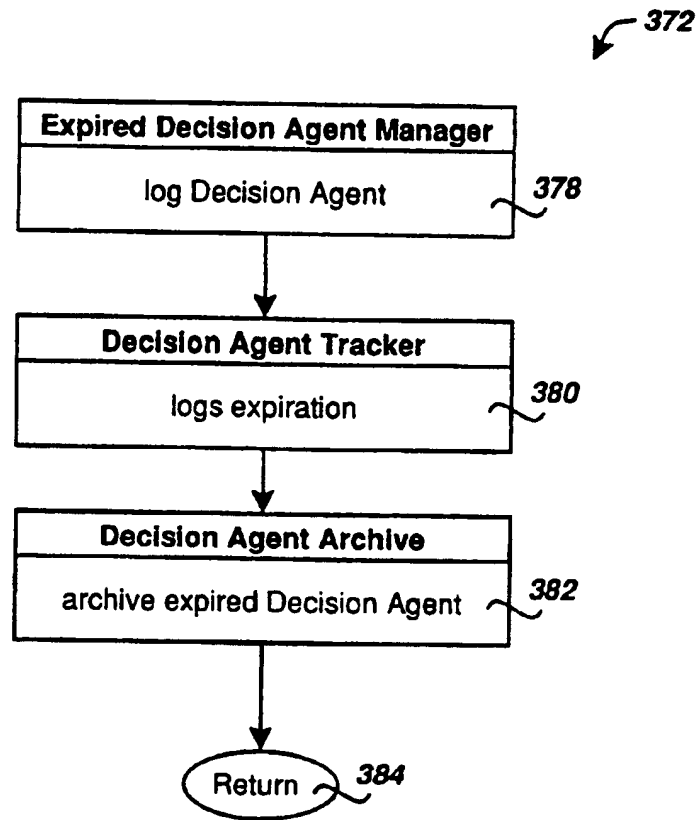 372
Expired Decision Agent Manager
log Decision Agent
378
Decision Agent Tracker
logs expiration
380
Decision Agent Archive
archive expired Decision Agent
382
Return
384